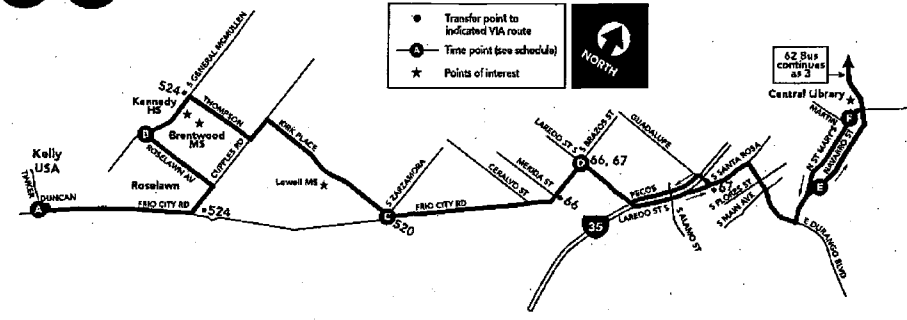 Transfer point to
indicated VIA route
A Time point (see schedule)
Points of interest
NORTH
62 Bus
continues
as 3
Central Library
MARTIN
F
N ST MARY'S
NAVARRO ST
E
E DURANGO BLVD
S GENERAL MCMULLEN
524
Kennedy
HS
THOMPSON
Brentwood
MS
B
ROSELAWN AV
CUPPLES RD
KIRK PLACE
Kelly
USA
TINKER
A
DUNCAN
Roselawn
FRIO CITY RD
524
Lowell MS
S ZARZAMORA
C
520
FRIO CITY RD
CERALVO ST
MERIDA ST
66
LAREDO ST S
S BRAZOS ST
D
66, 67
GUADALUPE
PECOS
LAREDO ST S
35
S SANTA ROSA
67
S ALAMO ST
S FLORES ST
S MAIN AVE